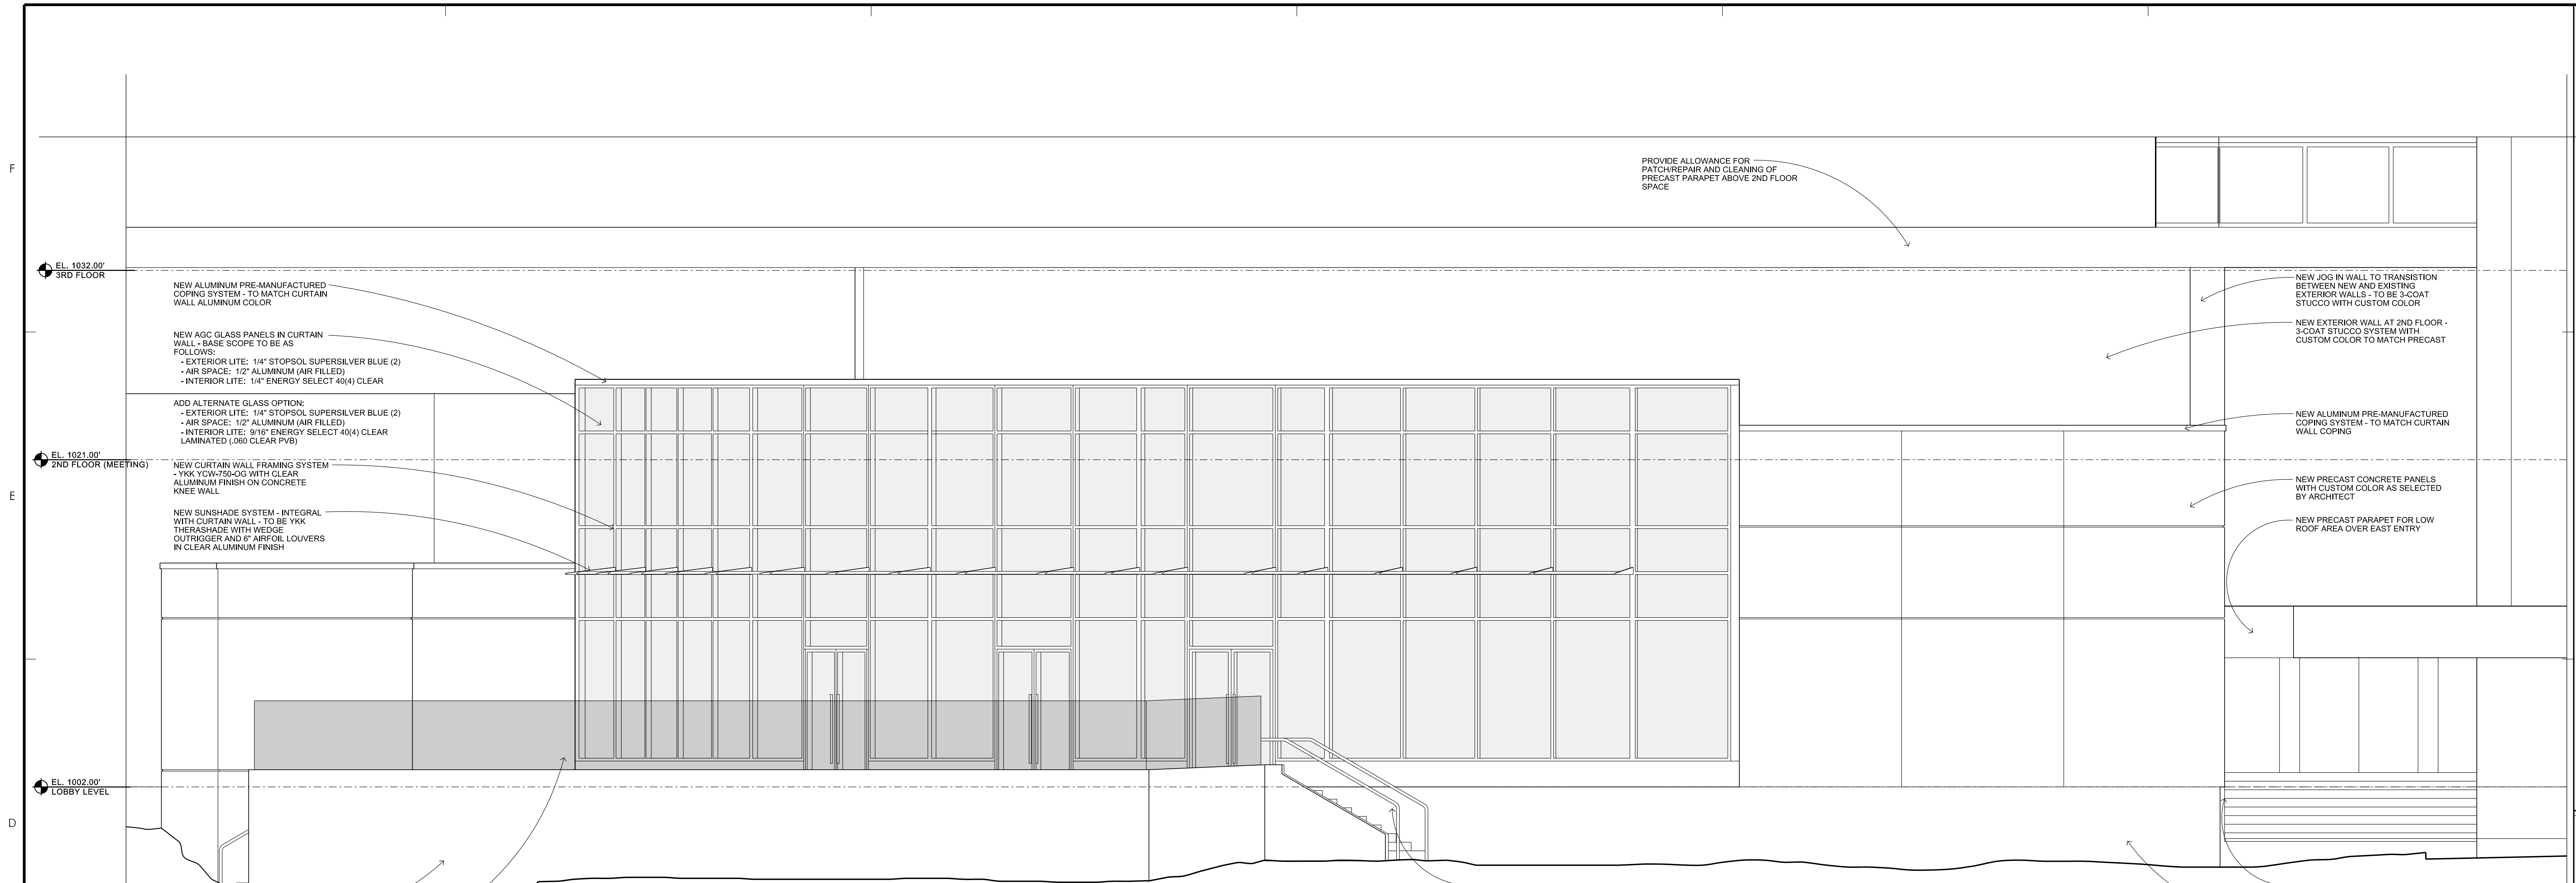 F
PROVIDE ALLOWANCE FOR
PATCH/REPAIR AND CLEANING OF
PRECAST PARAPET ABOVE 2ND FLOOR
SPACE
EL. 1032.00'
3RD FLOOR
NEW ALUMINUM PRE-MANUFACTURED
COPING SYSTEM - TO MATCH CURTAIN
WALL ALUMINUM COLOR
NEW AGC GLASS PANELS IN CURTAIN
WALL - BASE SCOPE TO BE AS
FOLLOWS:
- EXTERIOR LITE: 1/4" STOPSOL SUPERSILVER BLUE (2)
- AIR SPACE: 1/2" ALUMINUM (AIR FILLED)
- INTERIOR LITE: 1/4" ENERGY SELECT 40(4) CLEAR
ADD ALTERNATE GLASS OPTION:
- EXTERIOR LITE: 1/4" STOPSOL SUPERSILVER BLUE (2)
- AIR SPACE: 1/2" ALUMINUM (AIR FILLED)
- INTERIOR LITE: 9/16" ENERGY SELECT 40(4) CLEAR
LAMINATED (.060 CLEAR PVB)
EL. 1021.00'
2ND FLOOR (MEETING)
NEW CURTAIN WALL FRAMING SYSTEM
- YKK YCW-750-OG WITH CLEAR
ALUMINUM FINISH ON CONCRETE
KNEE WALL
E
NEW SUNSHADE SYSTEM - INTEGRAL
WITH CURTAIN WALL - TO BE YKK
THERASHADE WITH WEDGE
OUTRIGGER AND 6" AIRFOIL LOUVERS
IN CLEAR ALUMINUM FINISH
NEW JOG IN WALL TO TRANSISTION
BETWEEN NEW AND EXISTING
EXTERIOR WALLS - TO BE 3-COAT
STUCCO WITH CUSTOM COLOR
NEW EXTERIOR WALL AT 2ND FLOOR -
3-COAT STUCCO SYSTEM WITH
CUSTOM COLOR TO MATCH PRECAST
NEW ALUMINUM PRE-MANUFACTURED
COPING SYSTEM - TO MATCH CURTAIN
WALL COPING
NEW PRECAST CONCRETE PANELS
WITH CUSTOM COLOR AS SELECTED
BY ARCHITECT
NEW PRECAST PARAPET FOR LOW
ROOF AREA OVER EAST ENTRY
EL. 1002.00'
LOBBY LEVEL
D